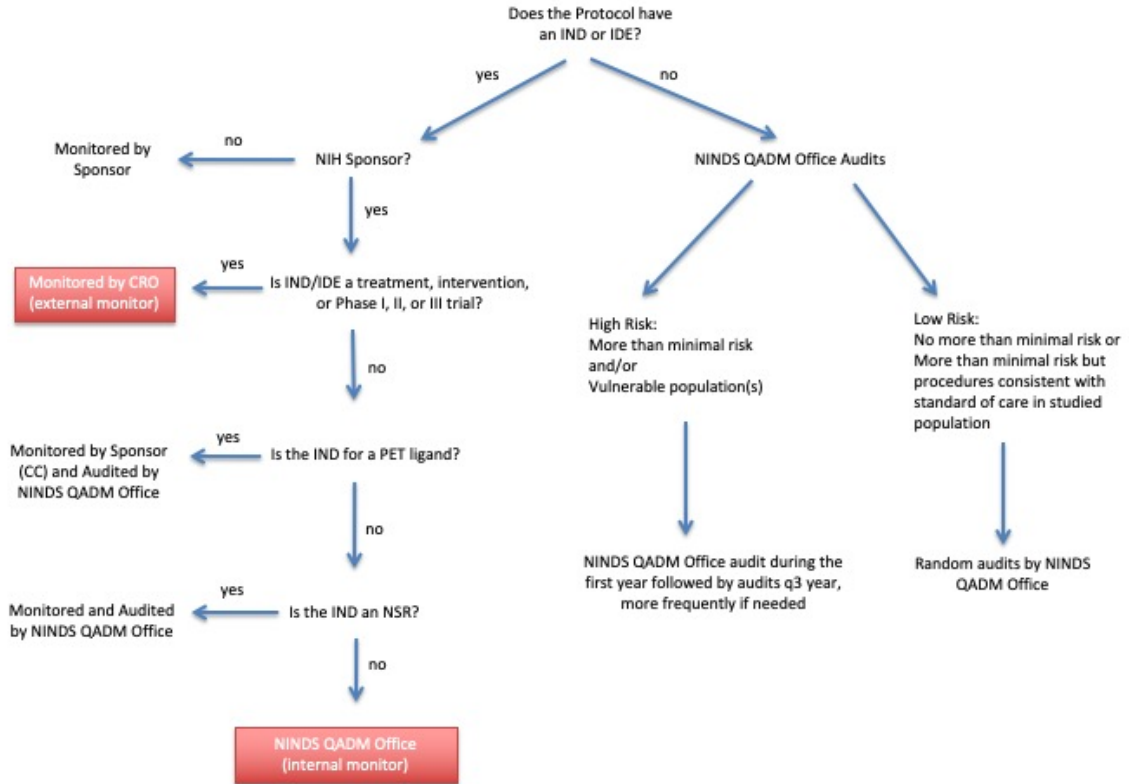 Does the Protocol have
an IND or IDE?
yes
no
no
Monitored by
Sponsor
NIH Sponsor?
NINDS QADM Office Audits
yes
yes
Monitored by CRO
(external monitor)
Is IND/IDE a treatment, intervention,
or Phase I, II, or III trial?
High Risk:
More than minimal risk
and/or
Vulnerable population(s)
Low Risk:
No more than minimal risk or
More than minimal risk but
procedures consistent with
standard of care in studied
population
no
yes
Monitored by Sponsor
(CC) and Audited by
NINDS QADM Office
Is the IND for a PET ligand?
no
NINDS QADM Office audit during the
first year followed by audits q3 year,
more frequently if needed
Random audits by NINDS
QADM Office
yes
Monitored and Audited
by NINDS QADM Office
Is the IND an NSR?
no
NINDS QADM Office
(internal monitor)